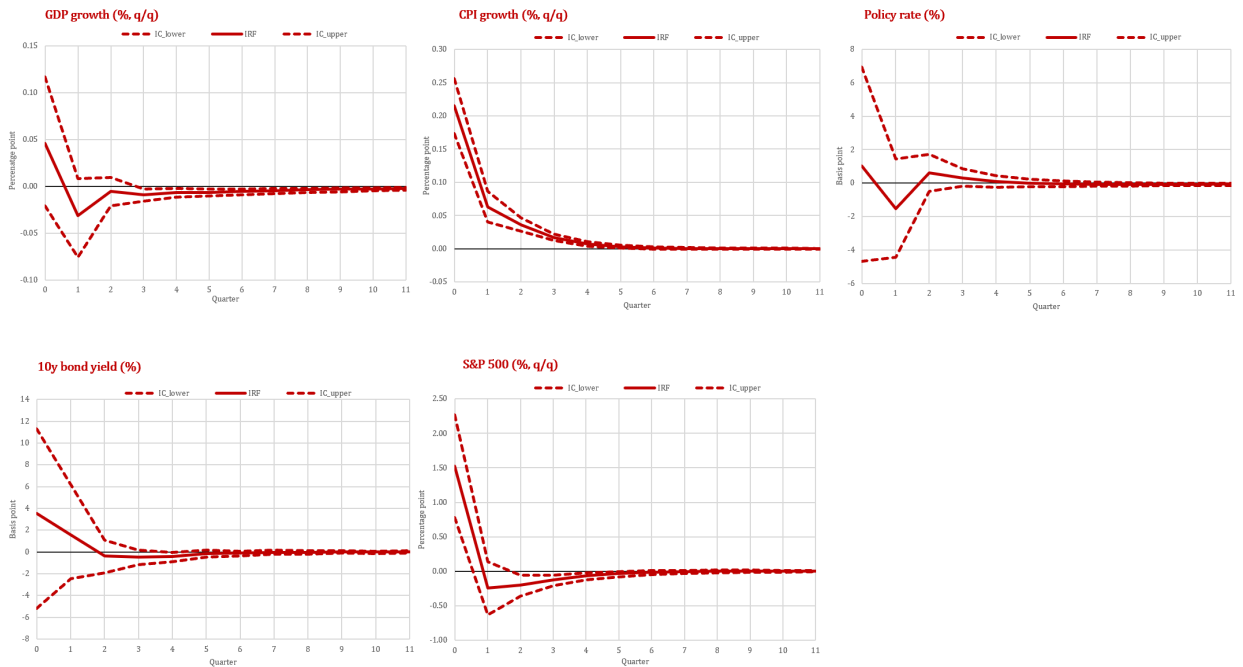 GDP growth (%, q/q)
IC_lower IRF IC_upper
0.15
0.10
0.05
0.00
-0.05
-0.10
Percenatge point
0 1 2 3 4 5 6 7 8 9 10 11
Quarter
CPI growth (%, q/q)
IC_lower IRF IC_upper
0.30
0.25
0.20
0.15
0.10
0.05
0.00
-0.05
Percentage point
0 1 2 3 4 5 6 7 8 9 10 11
Quarter
Policy rate (%)
IC_lower IRF IC_upper
8
6
4
2
0
-2
-4
-6
Basis point
0 1 2 3 4 5 6 7 8 9 10 11
Quarter
10y bond yield (%)
IC_lower IRF IC_upper
14
12
10
8
6
4
2
0
-2
-4
-6
-8
Basis point
0 1 2 3 4 5 6 7 8 9 10 11
Quarter
S&P 500 (%, q/q)
IC_lower IRF IC_upper
2.50
2.00
1.50
1.00
0.50
0.00
-0.50
-1.00
Percentage point
0 1 2 3 4 5 6 7 8 9 10 11
Quarter